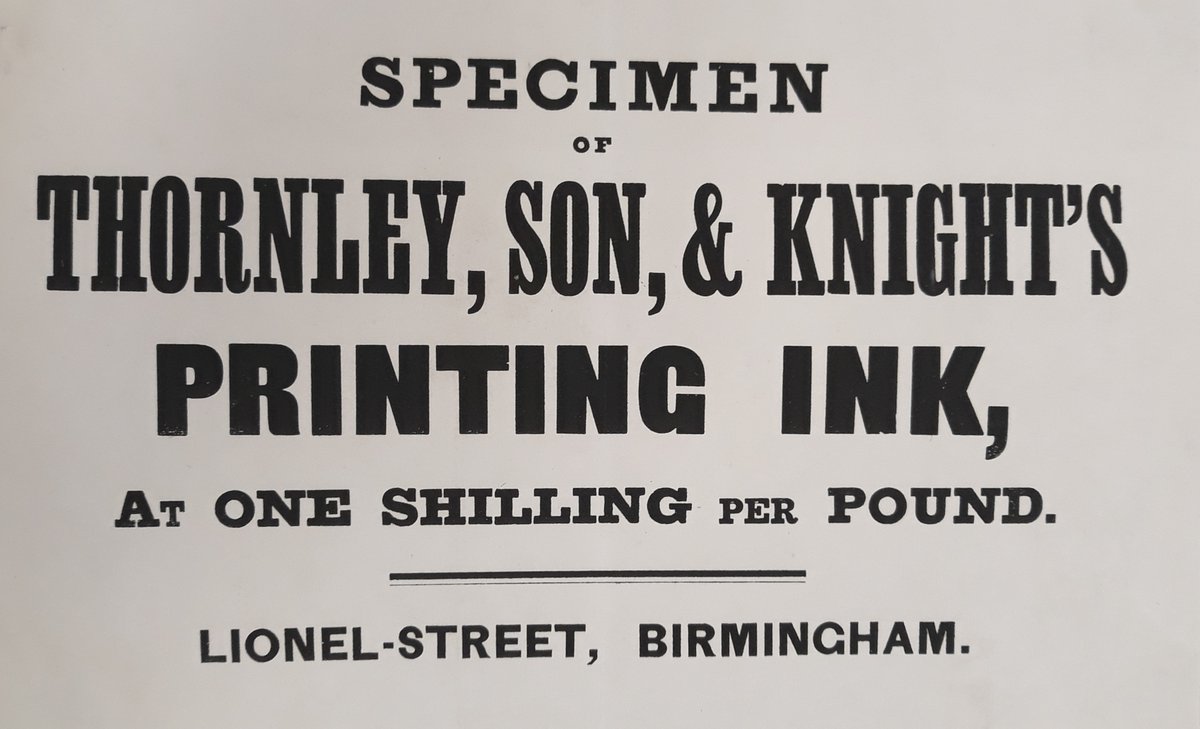 SPECIMEN
OF
THORNLEY, SON, & KNIGHT'S
PRINTING INK,
AT ONE SHILLING PER POUND.
LIONEL-STREET, BIRMINGHAM.